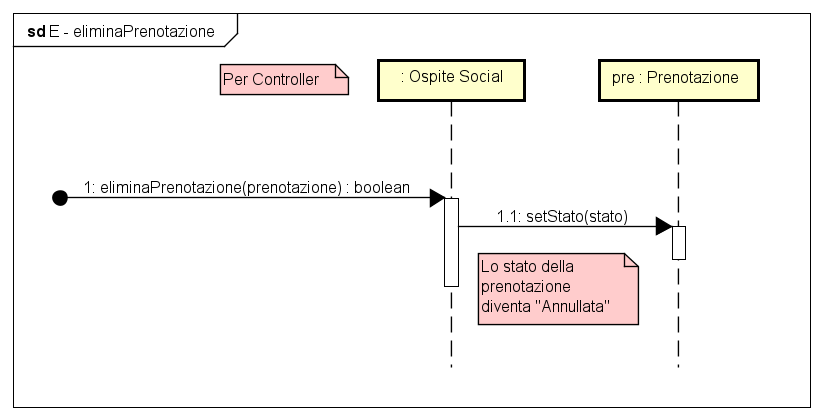 sd E - eliminaPrenotazione
Per Controller
: Ospite Social
pre : Prenotazione
1: eliminaPrenotazione(prenotazione) : boolean
1.1: setStato(stato)
Lo stato della
prenotazione
diventa "Annullata"